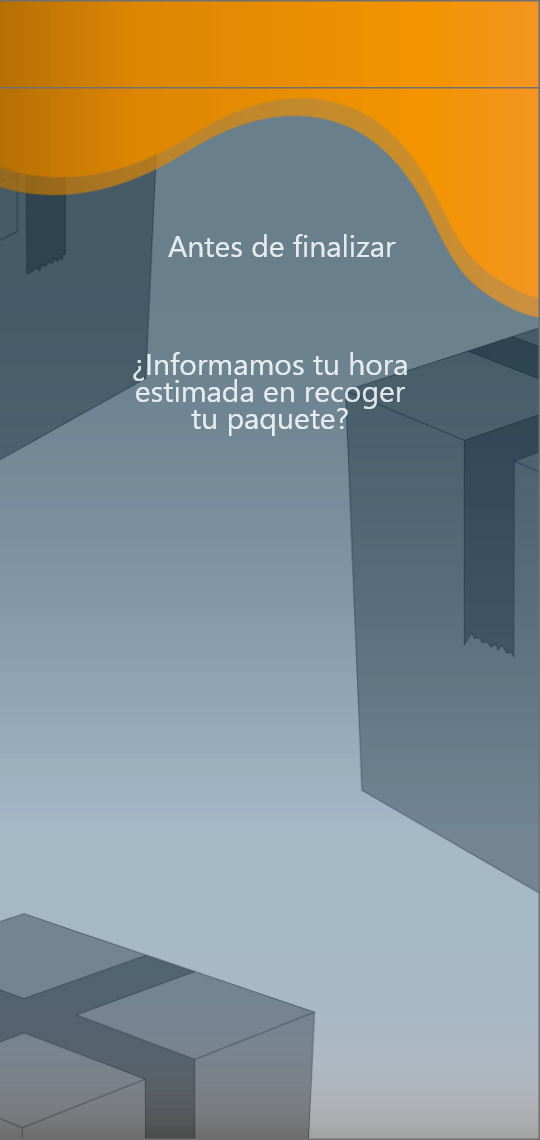 Antes de finalizar
¿Informamos tu hora
estimada en recoger
tu paquete?